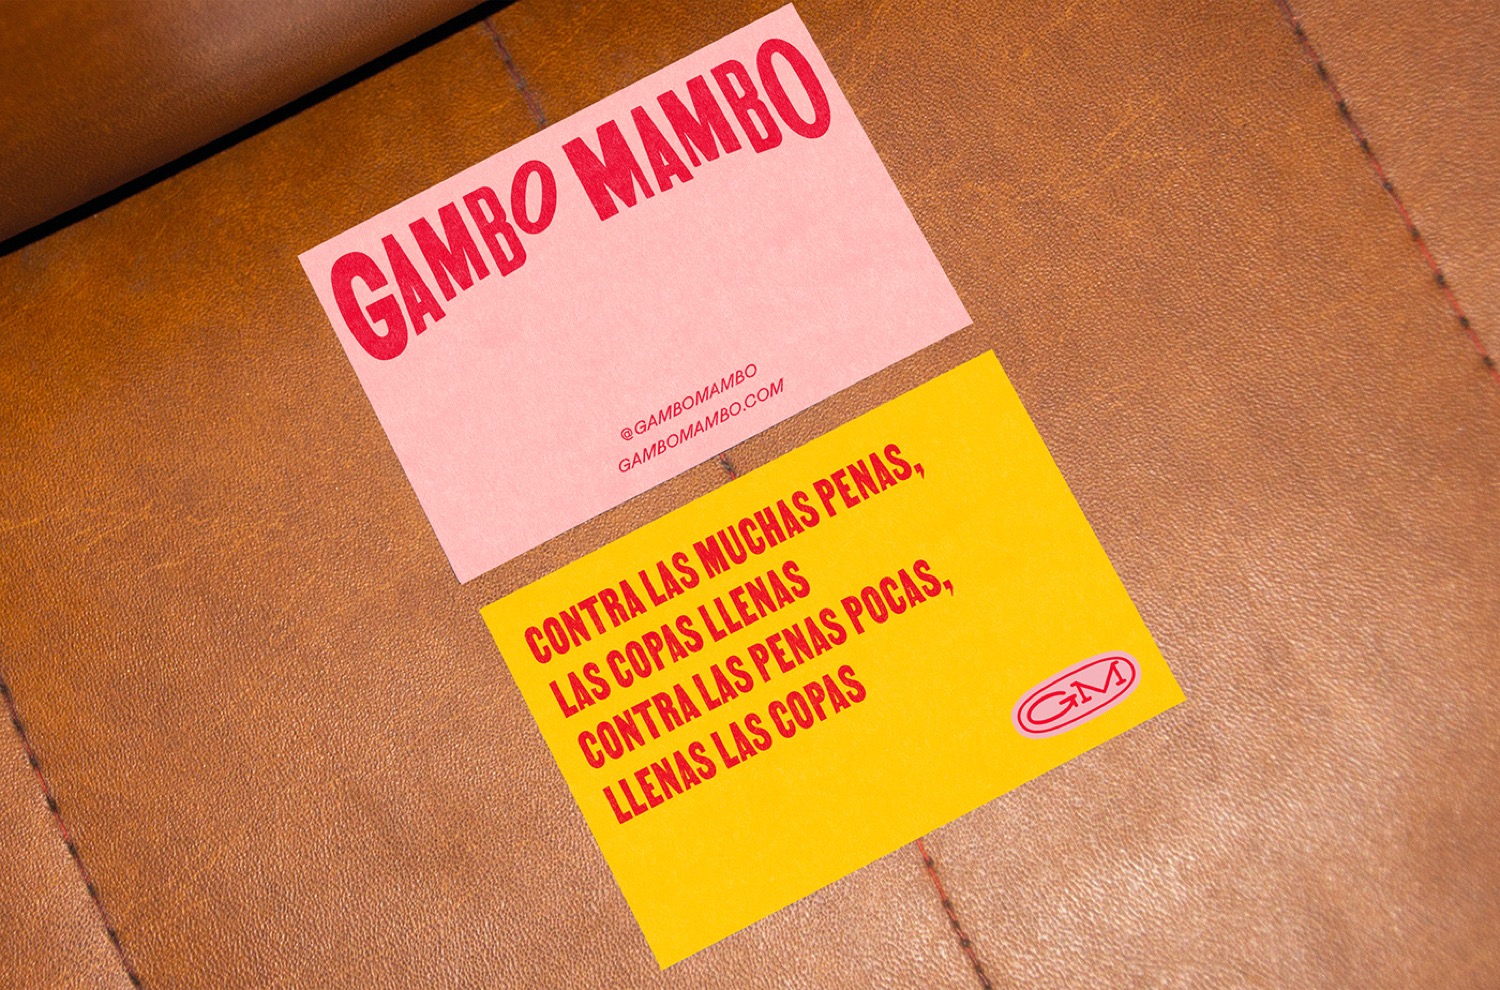 GAMBO MAMBO
@GAMBOMAMBO
GAMBOMAMBO.COM
CONTRA LAS MUCHAS PENAS,
LAS COPAS LLENAS
CONTRA LAS PENAS POCAS,
LLENAS LAS COPAS
GM